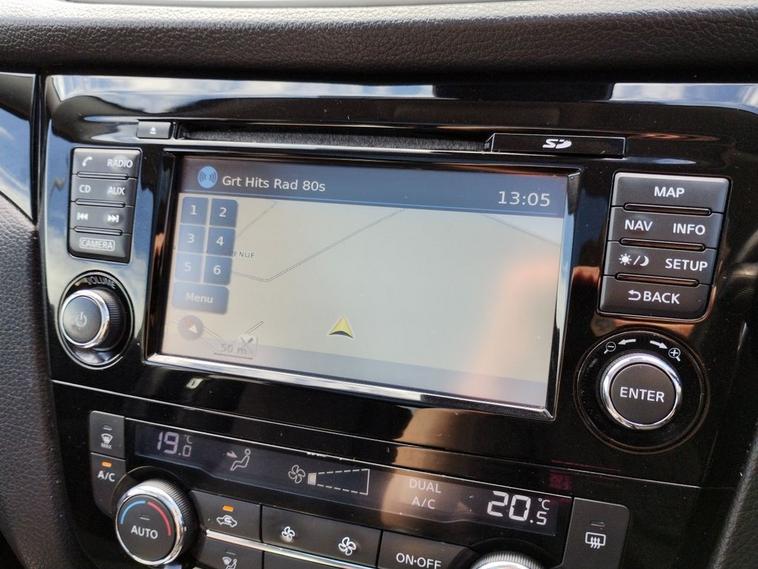 SD
RADIO
CD AUX
CAMERA
VOLUME
Grt Hits Rad 80s
13:05
1 2
3 4
5 6
Menu
50 m
MAP
NAV INFO
SETUP
BACK
ENTER
MAX
A/C
19.0 °C
DUAL
A/C
20.5 °C
AUTO
ON·OFF